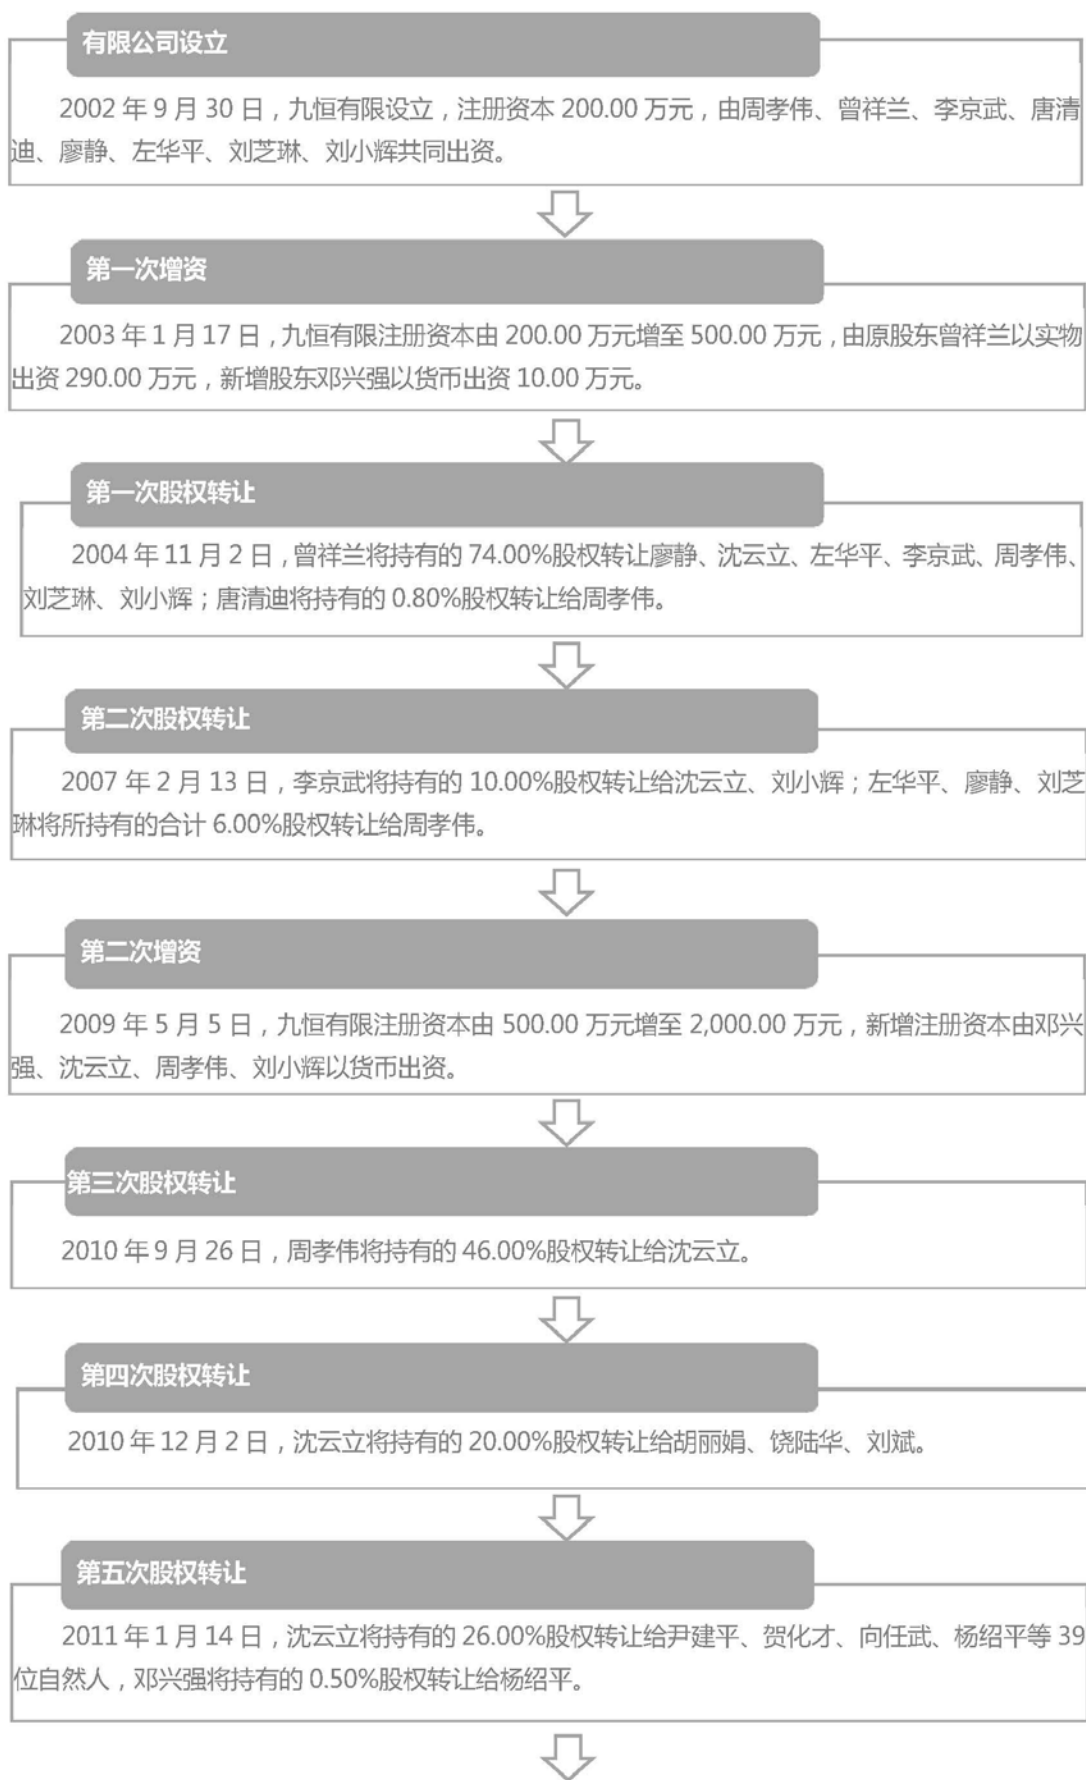 有限公司设立
2002 年 9 月 30 日，九恒有限设立，注册资本 200.00 万元，由周孝伟、曾祥兰、李京武、唐清
迪、廖静、左华平、刘芝琳、刘小辉共同出资。
第一次增资
2003 年 1 月 17 日，九恒有限注册资本由 200.00 万元增至 500.00 万元，由原股东曾祥兰以实物
出资 290.00 万元，新增股东邓兴强以货币出资 10.00 万元。
第一次股权转让
2004 年 11 月 2 日，曾祥兰将持有的 74.00%股权转让廖静、沈云立、左华平、李京武、周孝伟、
刘芝琳、刘小辉；唐清迪将持有的 0.80%股权转让给周孝伟。
第二次股权转让
2007 年 2 月 13 日，李京武将持有的 10.00%股权转让给沈云立、刘小辉；左华平、廖静、刘芝
琳将所持有的合计 6.00%股权转让给周孝伟。
第二次增资
2009 年 5 月 5 日，九恒有限注册资本由 500.00 万元增至 2,000.00 万元，新增注册资本由邓兴
强、沈云立、周孝伟、刘小辉以货币出资。
第三次股权转让
2010 年 9 月 26 日，周孝伟将持有的 46.00%股权转让给沈云立。
第四次股权转让
2010 年 12 月 2 日，沈云立将持有的 20.00%股权转让给胡丽娟、饶陆华、刘斌。
第五次股权转让
2011 年 1 月 14 日，沈云立将持有的 26.00%股权转让给尹建平、贺化才、向任武、杨绍平等 39
位自然人，邓兴强将持有的 0.50%股权转让给杨绍平。